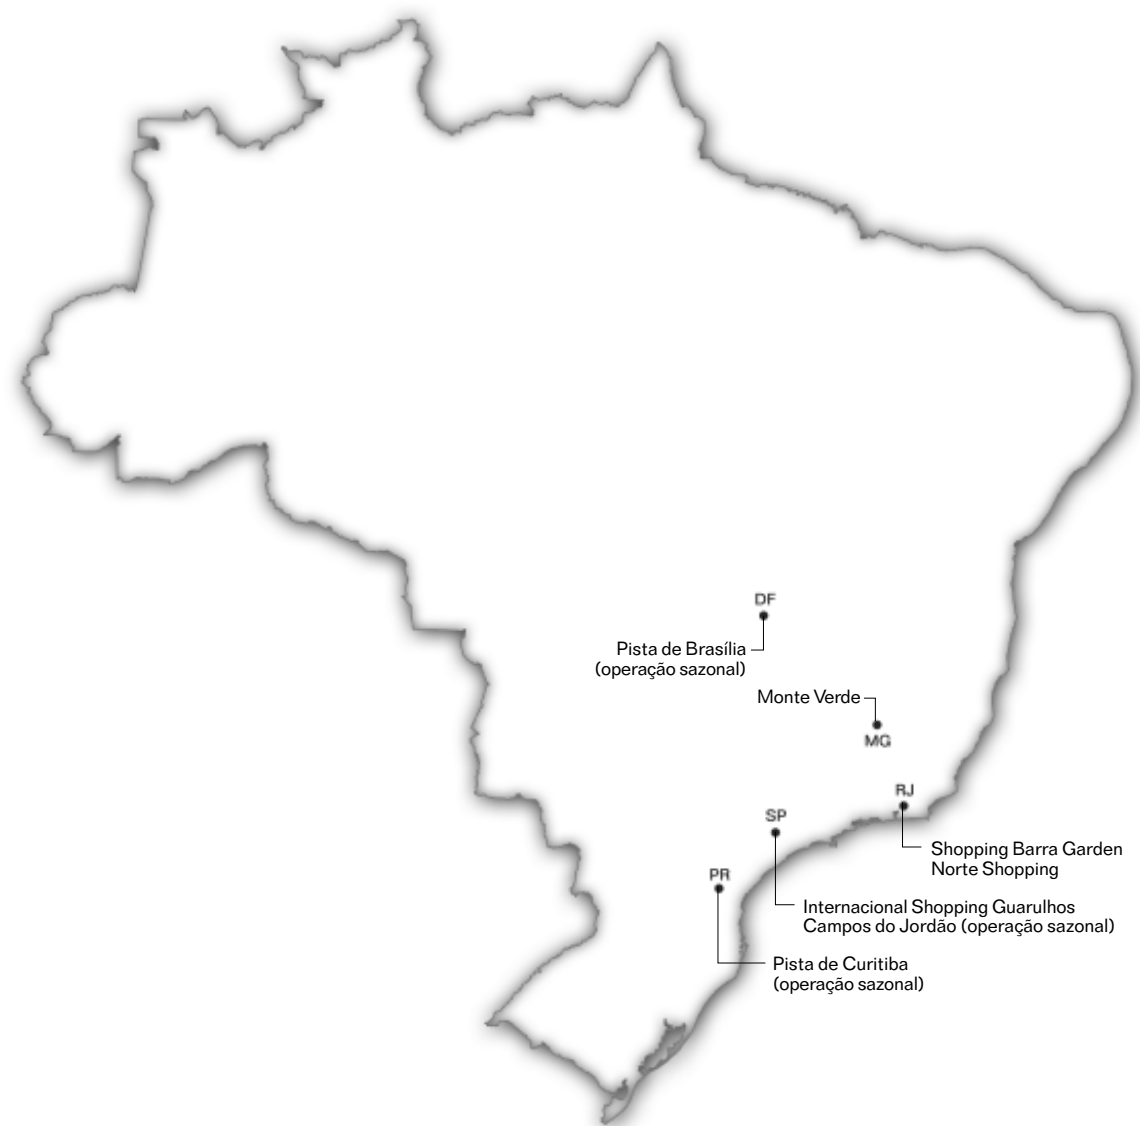 DF
Pista de Brasília
(operação sazonal)
Monte Verde
MG
RJ
SP
Shopping Barra Garden
Norte Shopping
PR
Internacional Shopping Guarulhos
Campos do Jordão (operação sazonal)
Pista de Curitiba
(operação sazonal)